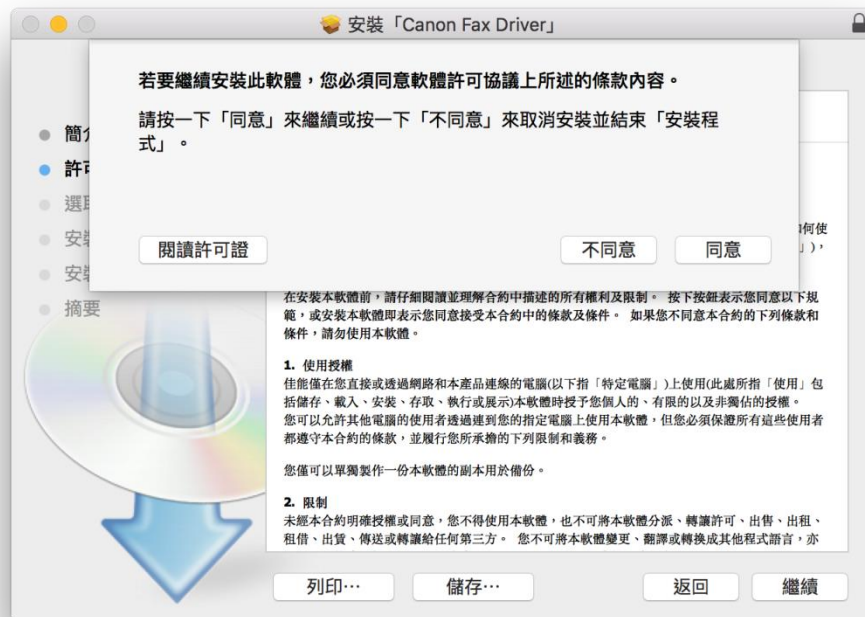 安裝「Canon Fax Driver」
若要繼續安裝此軟體,您必須同意軟體許可協議上所述的條款內容。
請按一下「同意」來繼續或按一下「不同意」來取消安裝並結束「安裝程
式」。
閱讀許可證
不同意
同意
簡介
許可
選取
安裝
安裝
摘要
如何使
」),
在安裝本軟體前,請仔細閱讀並理解合約中描述的所有權利及限制。 按下按鈕表示您同意以下規
範,或安裝本軟體即表示您同意接受本合約中的條款及條件。 如果您不同意本合約的下列條款和
條件,請勿使用本軟體。
1. 使用授權
佳能僅在您直接或透過網路和本產品連線的電腦(以下指「特定電腦」)上使用(此處所指「使用」包
括儲存、載入、安裝、存取、執行或展示)本軟體時授予您個人的、有限的以及非獨佔的授權。
您可以允許其他電腦的使用者透過連到您的指定電腦上使用本軟體,但您必須保證所有這些使用者
都遵守本合約的條款,並履行您所承擔的下列限制和義務。
您僅可以單獨製作一份本軟體的副本用於備份。
2. 限制
未經本合約明確授權或同意,您不得使用本軟體,也不可將本軟體分派、轉讓許可、出售、出租、
租借、出賃、傳送或轉讓給任何第三方。 您不可將本軟體變更、翻譯或轉換成其他程式語言,亦
列印…
儲存…
返回
繼續